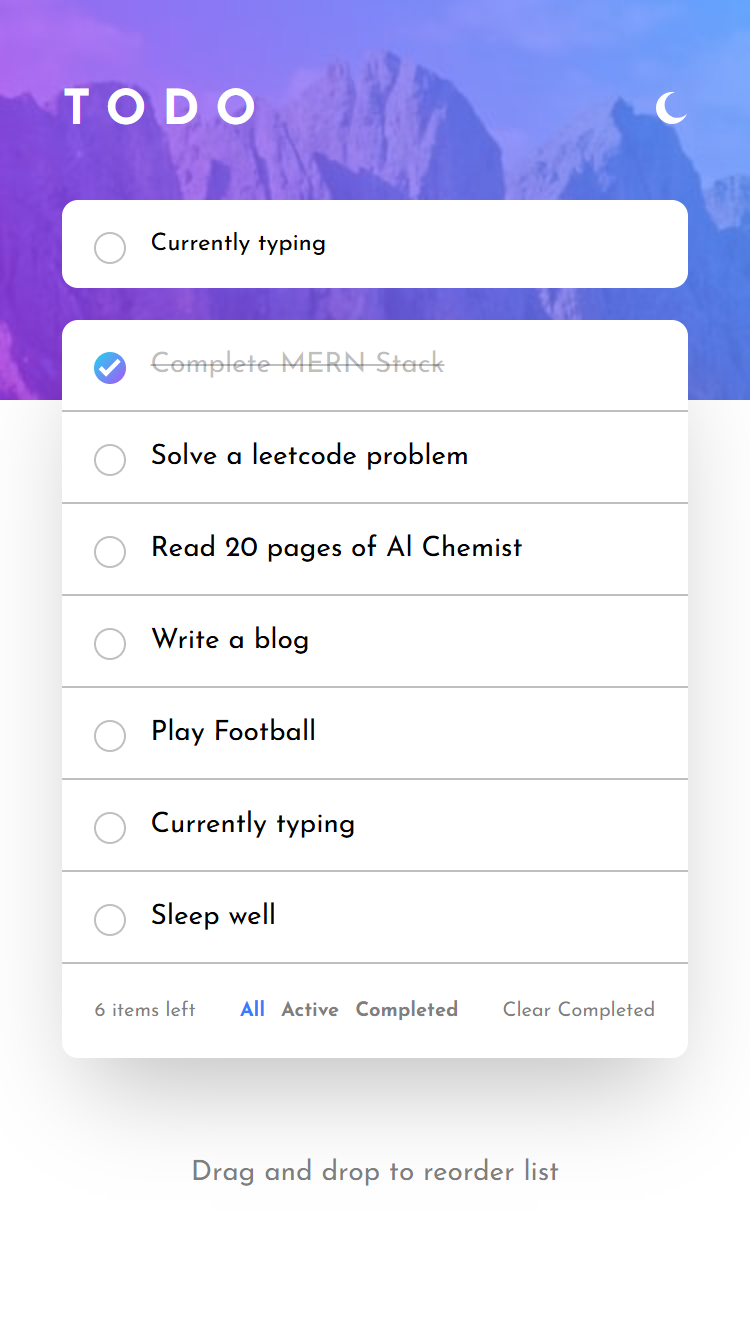 TODO
Currently typing
Complete MERN Stack
Solve a leetcode problem
Read 20 pages of Al Chemist
Write a blog
Play Football
Currently typing
Sleep well
6 items left All Active Completed Clear Completed
Drag and drop to reorder list